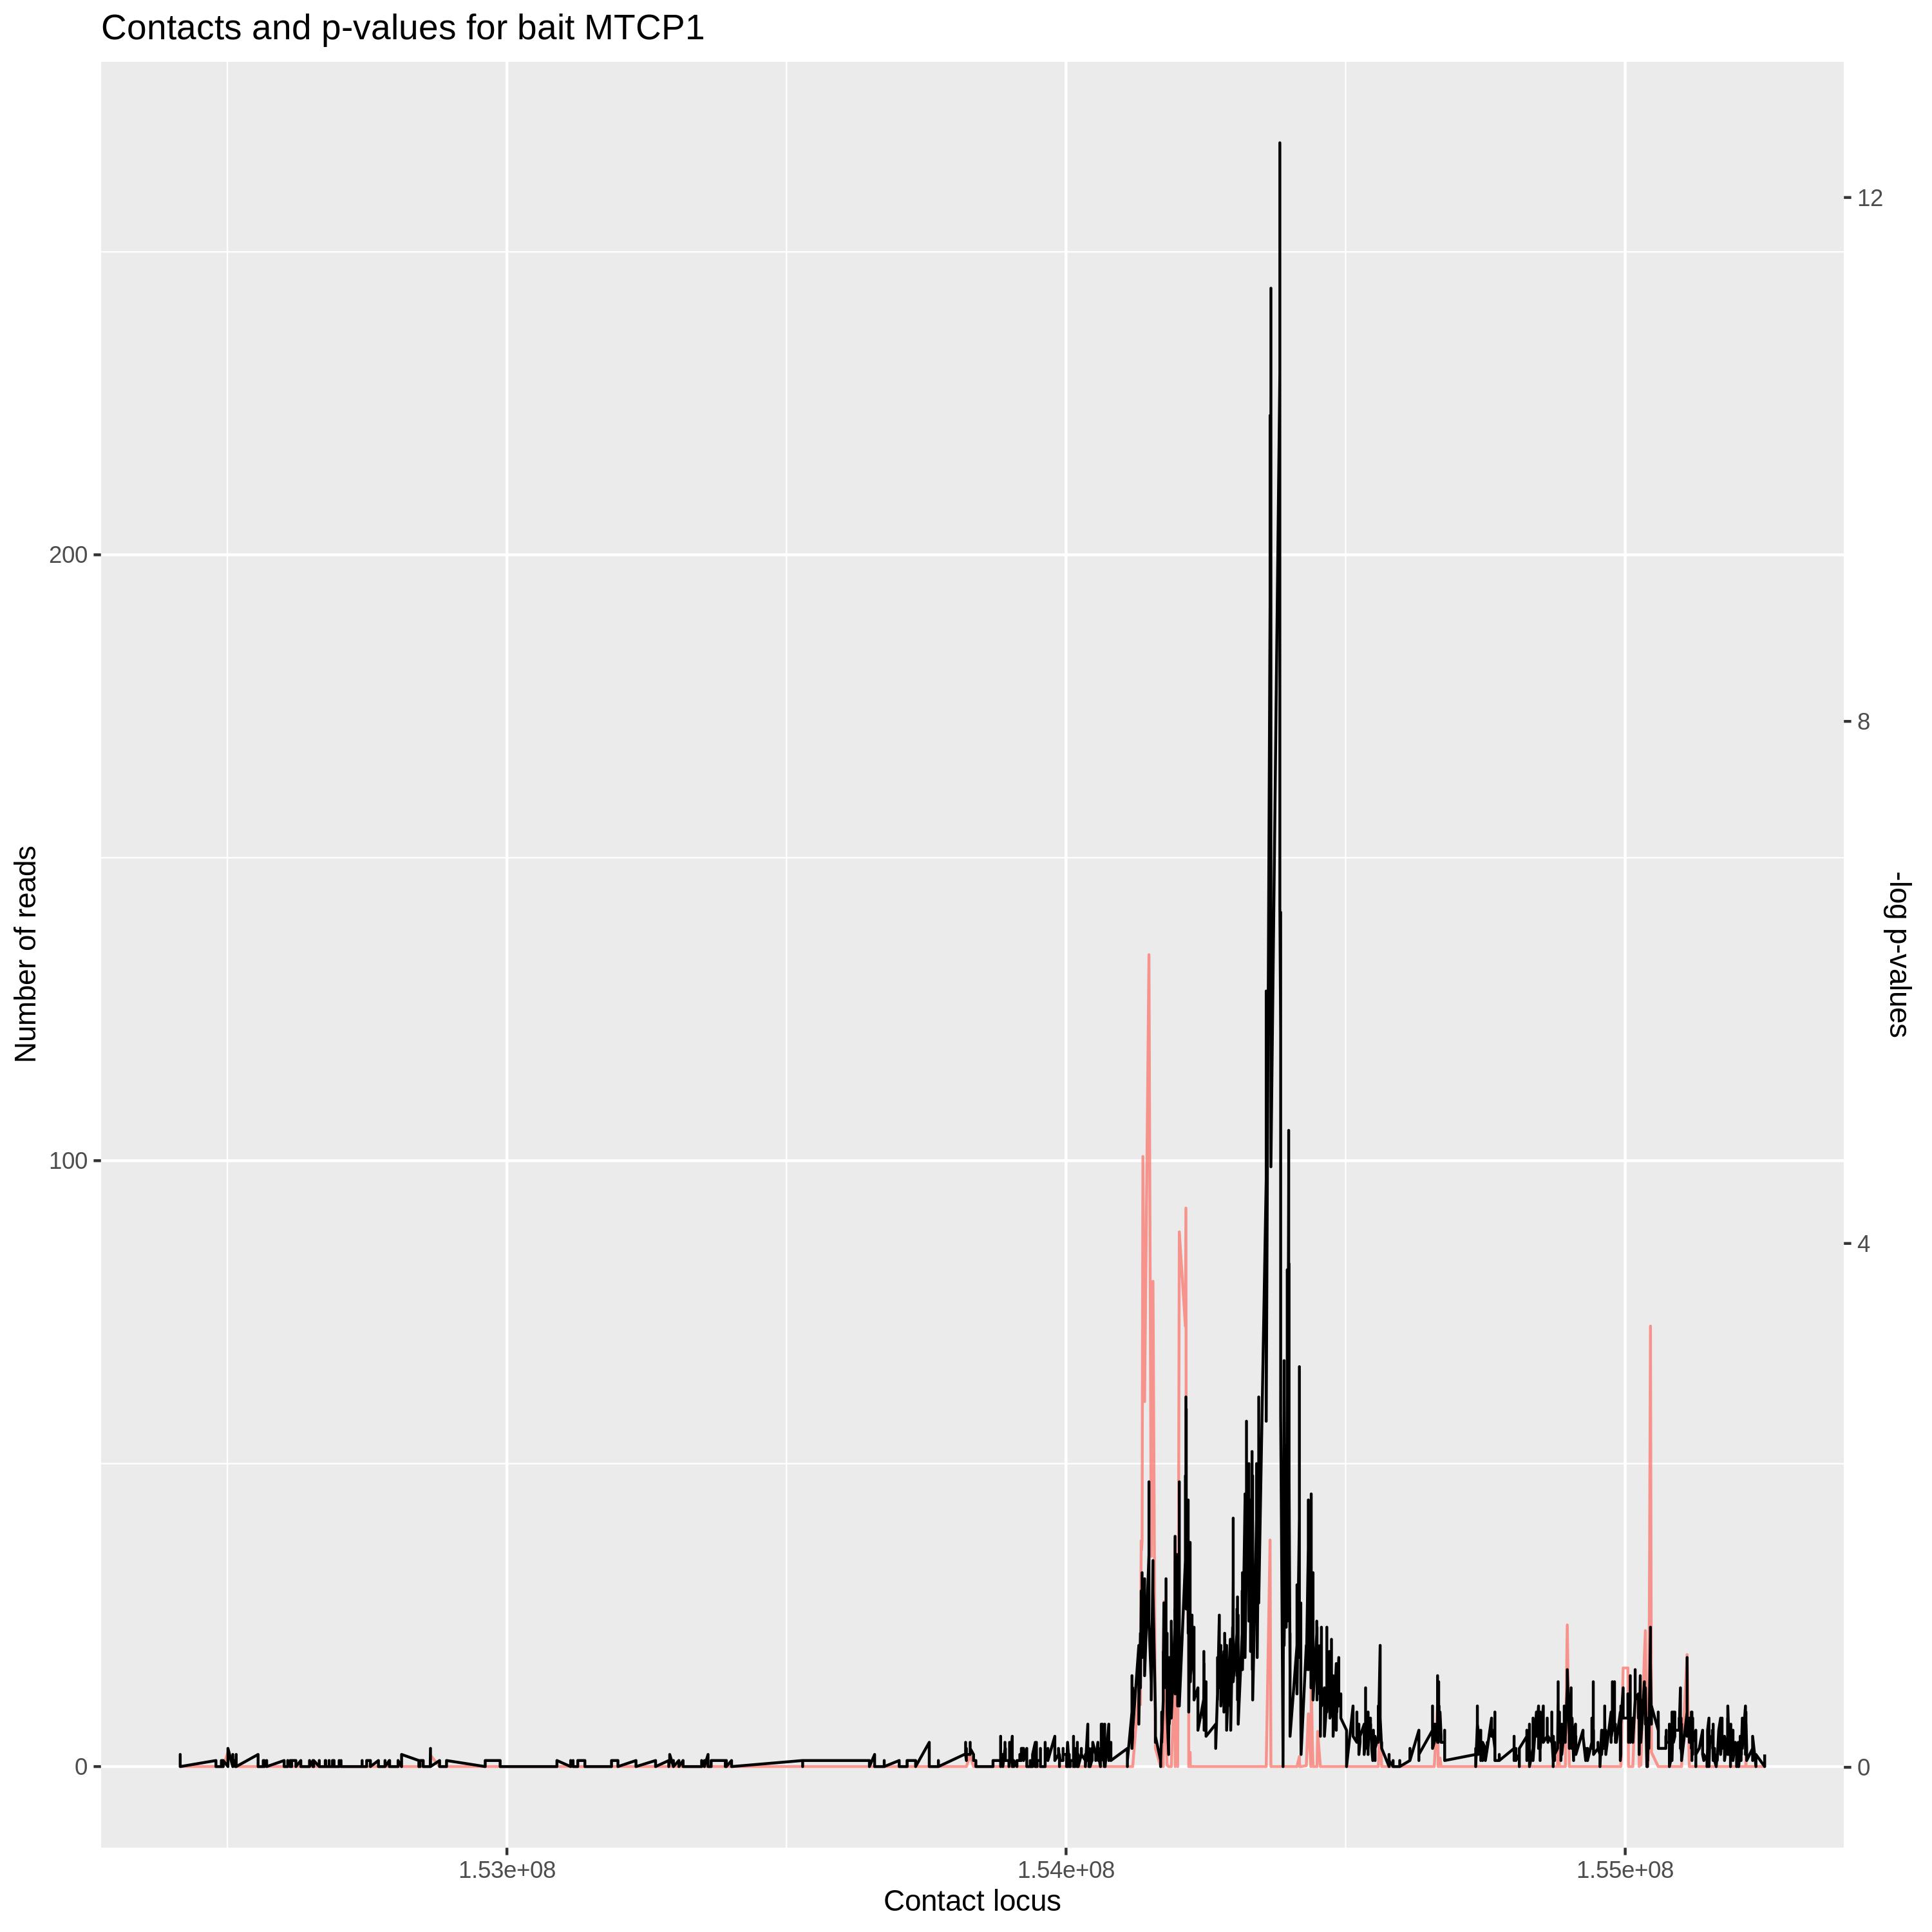 Contacts and p-values for bait MTCP1
12
200
8
Number of reads
-log p-values
100
4
0
0
1.53e+08
1.54e+08
1.55e+08
Contact locus